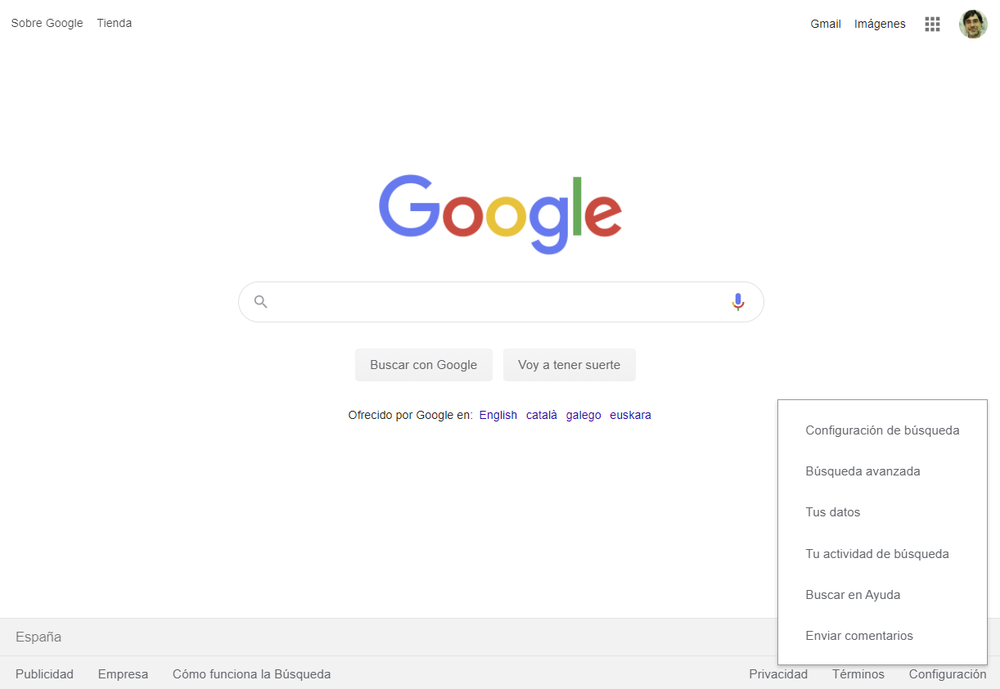 Sobre Google Tienda
Gmail Imágenes
Google
Buscar con Google Voy a tener suerte
Ofrecido por Google en: English català galego euskara
Configuración de búsqueda
Búsqueda avanzada
Tus datos
Tu actividad de búsqueda
Buscar en Ayuda
Enviar comentarios
España
Publicidad Empresa Cómo funciona la Búsqueda
Privacidad Términos Configuración